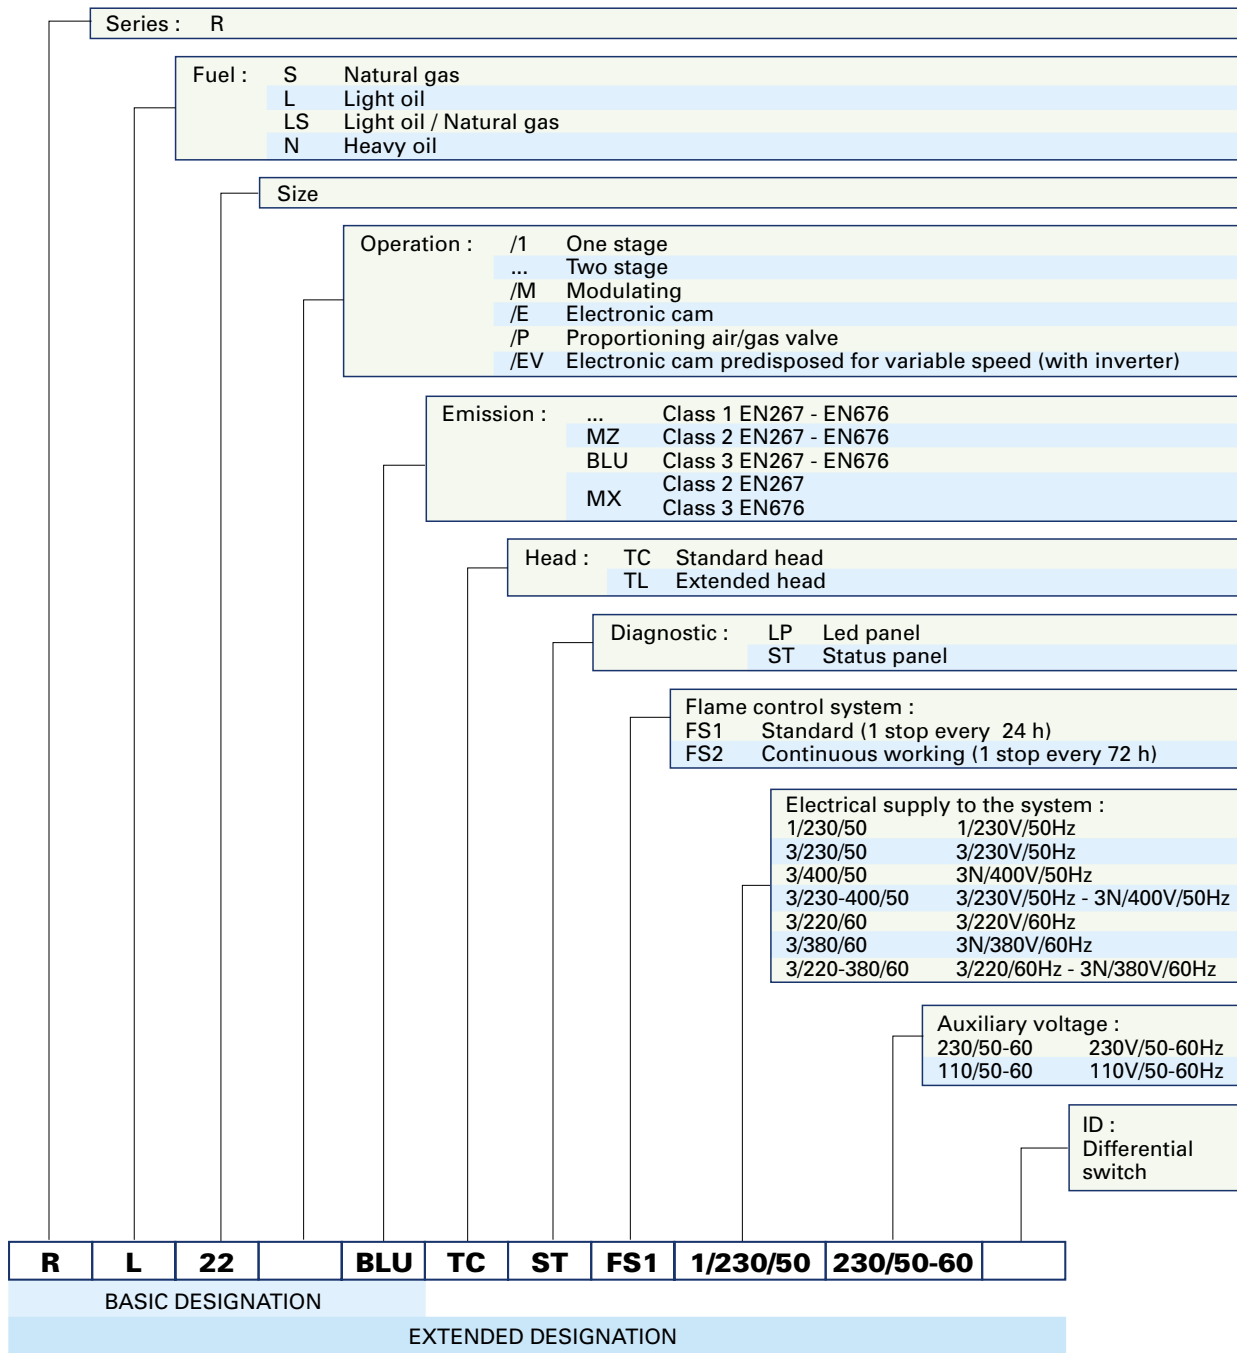 Series : R
Fuel : S Natural gas
L Light oil
LS Light oil / Natural gas
N Heavy oil
Size
Operation : /1 One stage
... Two stage
/M Modulating
/E Electronic cam
/P Proportioning air/gas valve
/EV Electronic cam predisposed for variable speed (with inverter)
Emission : ... Class 1 EN267 - EN676
MZ Class 2 EN267 - EN676
BLU Class 3 EN267 - EN676
MX Class 2 EN267
Class 3 EN676
Head : TC Standard head
TL Extended head
Diagnostic : LP Led panel
ST Status panel
Flame control system :
FS1 Standard (1 stop every 24 h)
FS2 Continuous working (1 stop every 72 h)
Electrical supply to the system :
1/230/50 1/230V/50Hz
3/230/50 3/230V/50Hz
3/400/50 3N/400V/50Hz
3/230-400/50 3/230V/50Hz - 3N/400V/50Hz
3/220/60 3/220V/60Hz
3/380/60 3N/380V/60Hz
3/220-380/60 3/220/60Hz - 3N/380V/60Hz
Auxiliary voltage :
230/50-60 230V/50-60Hz
110/50-60 110V/50-60Hz
ID :
Differential
switch
R L 22 BLU TC ST FS1 1/230/50 230/50-60
BASIC DESIGNATION
EXTENDED DESIGNATION